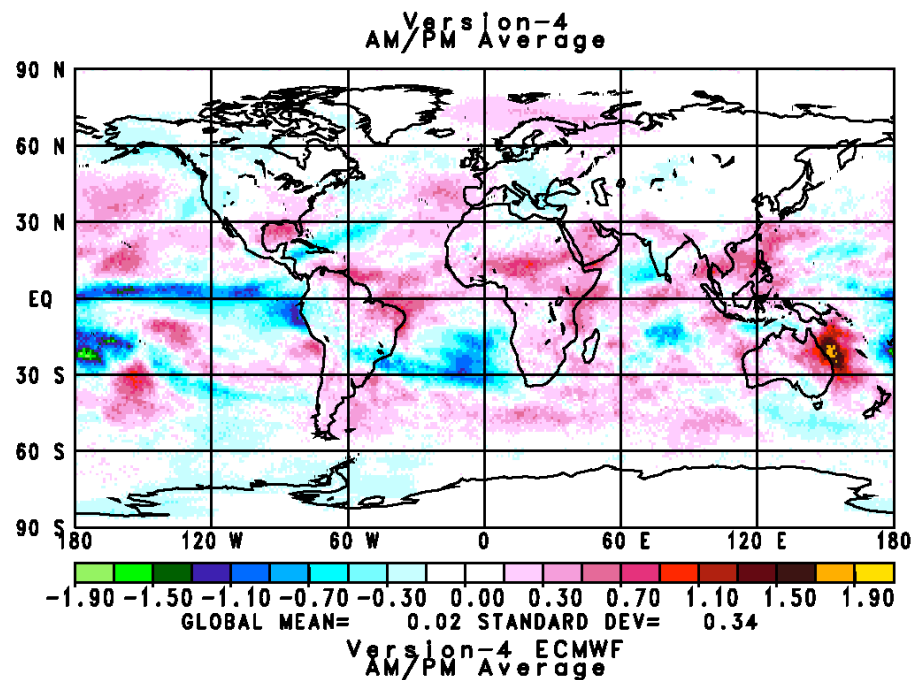 Version-4
AM/PM Average
90 N
60 N
30 N
EQ
30 S
60 S
90 S
180 120 W 60 W 0 60 E 120 E 180
-1.90 -1.50 -1.10 -0.70 -0.30 0.00 0.30 0.70 1.10 1.50 1.90
GLOBAL MEAN= 0.02 STANDARD DEV= 0.34
Version-4 ECMWF
AM/PM Average